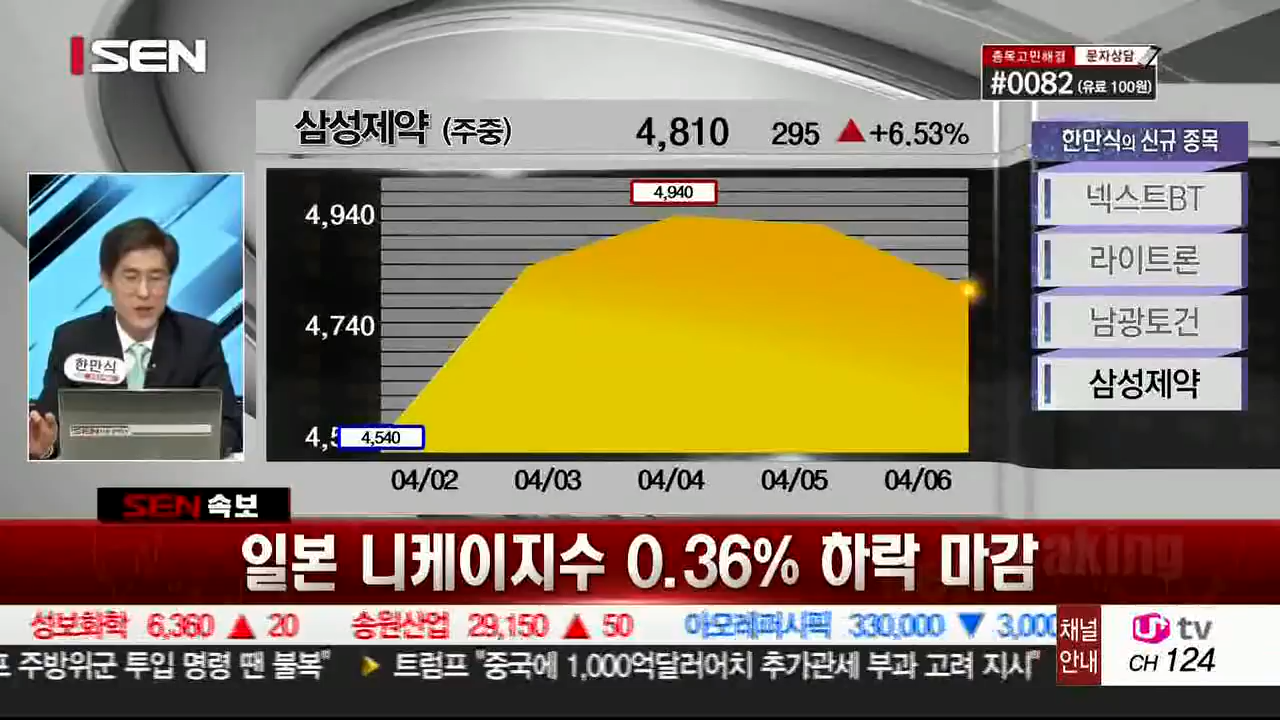 SEN
종목고민해결 문자상담
#0082 (유료 100원)
삼성제약 (주중) 4,810 295 ▲+6.53%
한만식의 신규 종목
넥스트BT
라이트론
남광토건
삼성제약
4,940
4,940
4,740
4,540
한만식
SEN
04/02 04/03 04/04 04/05 04/06
SEN 속보
일본 니케이지수 0.36% 하락 마감
성보화학 6,360 ▲ 20 송원산업 29,150 ▲ 50 아모레퍼시픽 330,000 ▼ 3,000
주방위군 투입 명령 땐 불복" ▶ 트럼프 "중국에 1,000억달러어치 추가관세 부과 고려 지시"
채널안내
U+ tv
CH 124